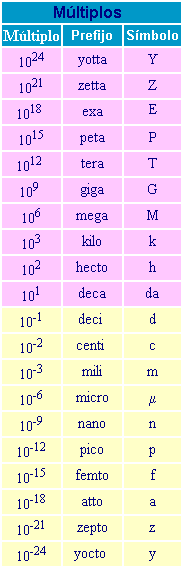 Múltiplos
Múltiplo Prefijo Símbolo
10^24 yotta Y
10^21 zetta Z
10^18 exa E
10^15 peta P
10^12 tera T
10^9 giga G
10^6 mega M
10^3 kilo k
10^2 hecto h
10^1 deca da
10^-1 deci d
10^-2 centi c
10^-3 mili m
10^-6 micro μ
10^-9 nano n
10^-12 pico p
10^-15 femto f
10^-18 atto a
10^-21 zepto z
10^-24 yocto y